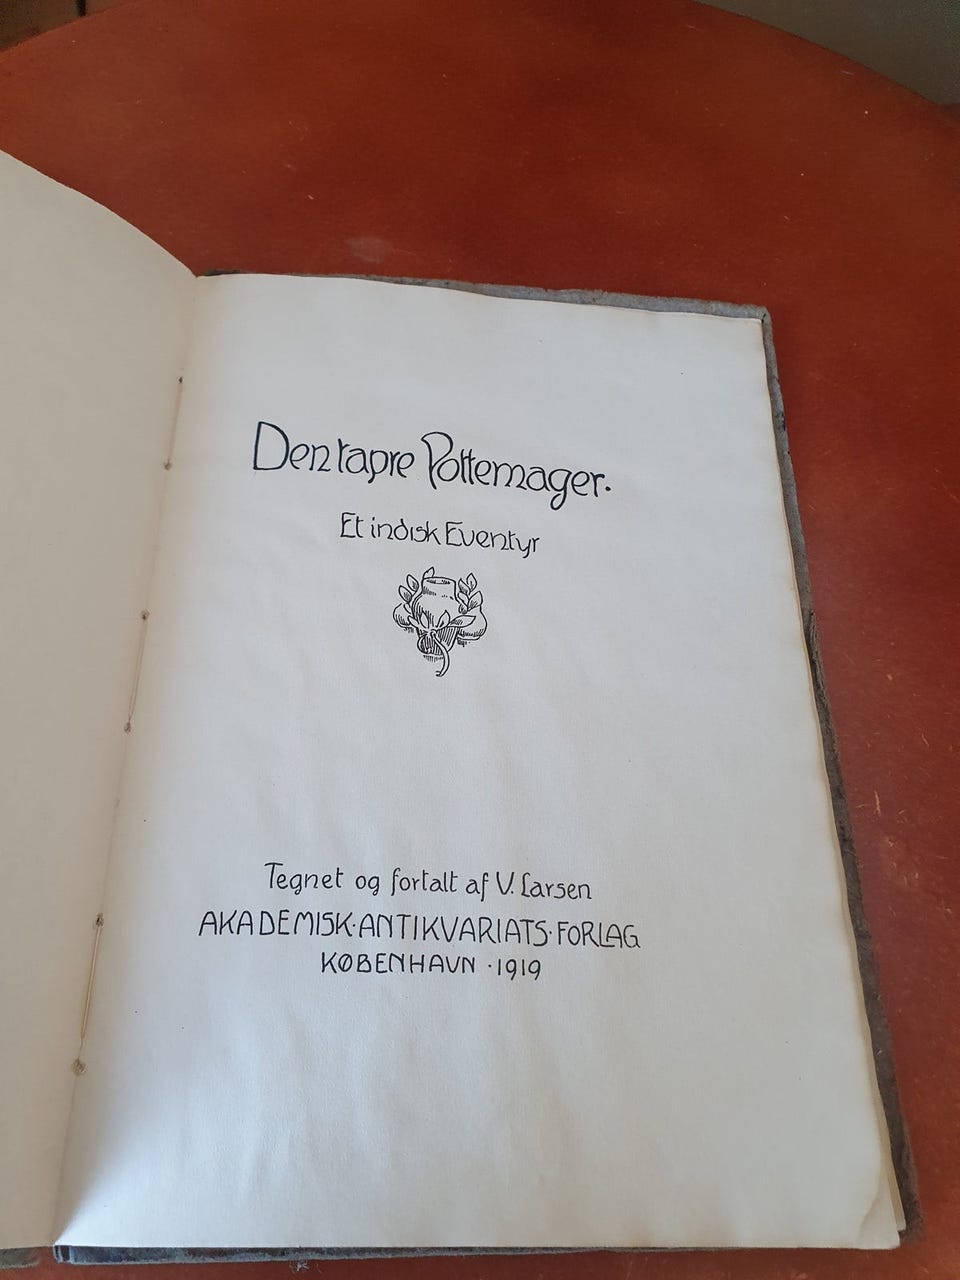 Den tapre Pottemager.
Et indisk Eventyr
Tegnet og fortalt af V. Larsen
AKADEMISK·ANTIKVARIATS·FORLAG
KØBENHAVN·1919